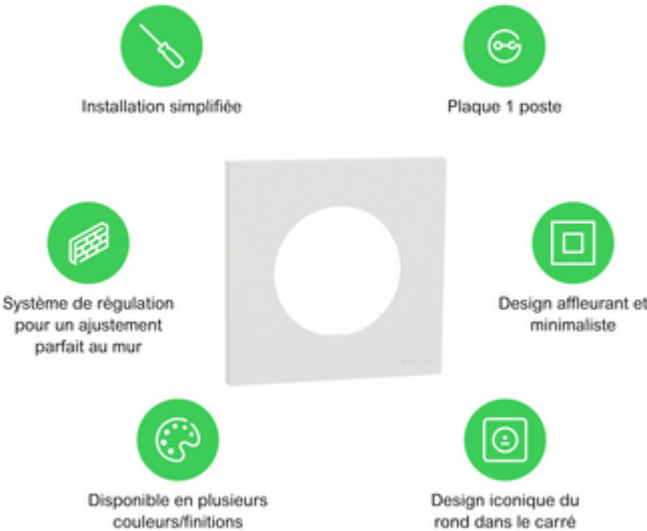 Installation simplifiée
Plaque 1 poste
Système de régulation
pour un ajustement
parfait au mur
Design affleurant et
minimaliste
Disponible en plusieurs
couleurs/finitions
Design iconique du
rond dans le carré